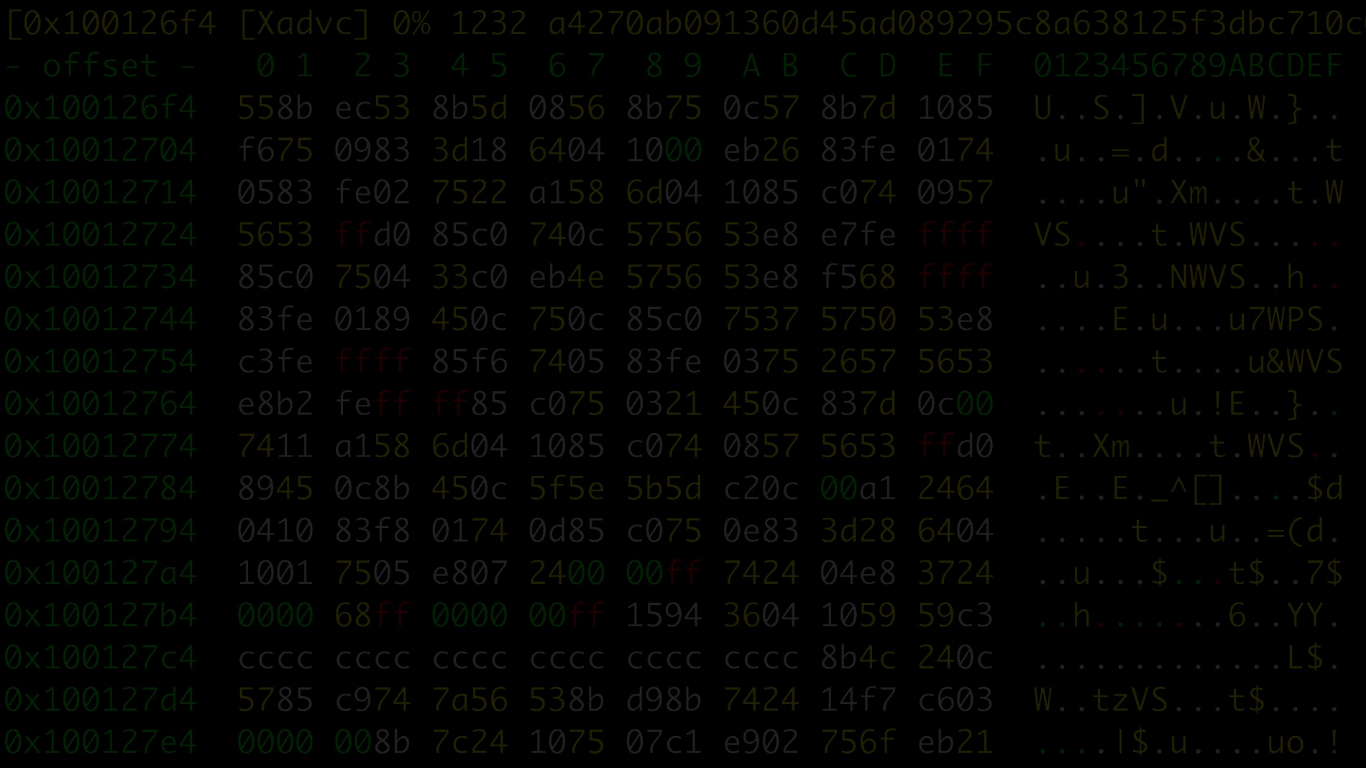 [0x100126f4 [Xadvc] 0% 1232 a4270ab091360d45ad089295c8a638125f3dbc710c
- offset - 0 1 2 3 4 5 6 7 8 9 A B C D E F 0123456789ABCDEF
0x100126f4 558b ec53 8b5d 0856 8b75 0c57 8b7d 1085 U..S.].V.u.W.}..
0x10012704 f675 0983 3d18 6404 1000 eb26 83fe 0174 .u..=.d....&...t
0x10012714 0583 fe02 7522 a158 6d04 1085 c074 0957 ....u".Xm....t.W
0x10012724 5653 ffd0 85c0 740c 5756 53e8 e7fe ffff VS....t.WVS.....
0x10012734 85c0 7504 33c0 eb4e 5756 53e8 f568 ffff ..u.3..NWVS..h..
0x10012744 83fe 0189 450c 750c 85c0 7537 5750 53e8 ....E.u...u7WPS.
0x10012754 c3fe ffff 85f6 7405 83fe 0375 2657 5653 ......t....u&WVS
0x10012764 e8b2 feff ff85 c075 0321 450c 837d 0c00 .......u.!E..}..
0x10012774 7411 a158 6d04 1085 c074 0857 5653 ffd0 t..Xm....t.WVS..
0x10012784 8945 0c8b 450c 5f5e 5b5d c20c 00a1 2464 .E..E._^[]....$d
0x10012794 0410 83f8 0174 0d85 c075 0e83 3d28 6404 .....t...u..=(d.
0x100127a4 1001 7505 e807 2400 00ff 7424 04e8 3724 ..u...$...t$..7$
0x100127b4 0000 68ff 0000 00ff 1594 3604 1059 59c3 ..h.......6..YY.
0x100127c4 cccc cccc cccc cccc cccc cccc 8b4c 240c .............L$.
0x100127d4 5785 c974 7a56 538b d98b 7424 14f7 c603 W..tzVS...t$....
0x100127e4 0000 008b 7c24 1075 07c1 e902 756f eb21 ....|$.u....uo.!